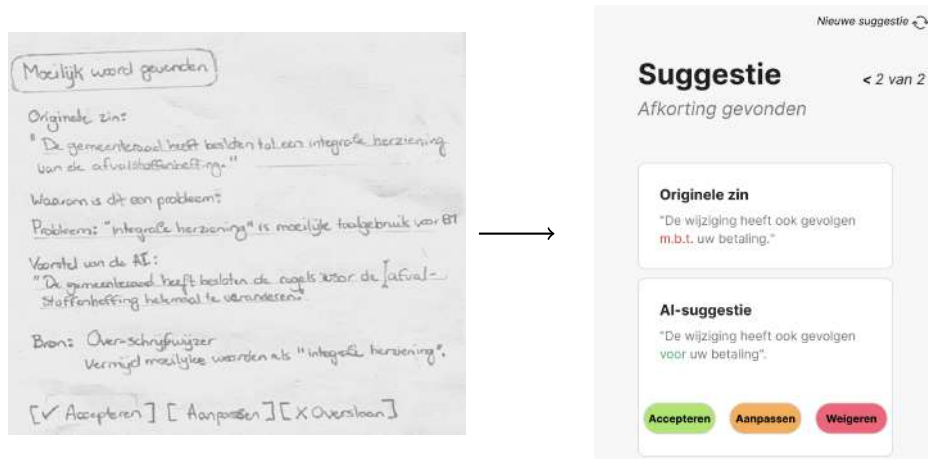 Moeilijk woord gevonden
Originele zin:
"De gemeenteraad heeft besloten tot een integrale herziening
van de afvalstoffenheffing."
Waarom is dit een probleem:
Probleem: "integrale herziening" is moeilijk taalgebruik voor B1
Voorstel van de AI:
"De gemeenteraad heeft besloten de regels voor de afval-
stoffenheffing helemaal te veranderen."
Bron: Over-schrijfwijzer
Vermijd moeilijke woorden als "integrale herziening".
[✓ Accepteren] [ Aanpassen ] [X Overslaan]
Nieuwe suggestie
Suggestie
< 2 van 2
Afkorting gevonden
Originele zin
"De wijziging heeft ook gevolgen
m.b.t. uw betaling."
AI-suggestie
"De wijziging heeft ook gevolgen
voor uw betaling".
Accepteren Aanpassen Weigeren